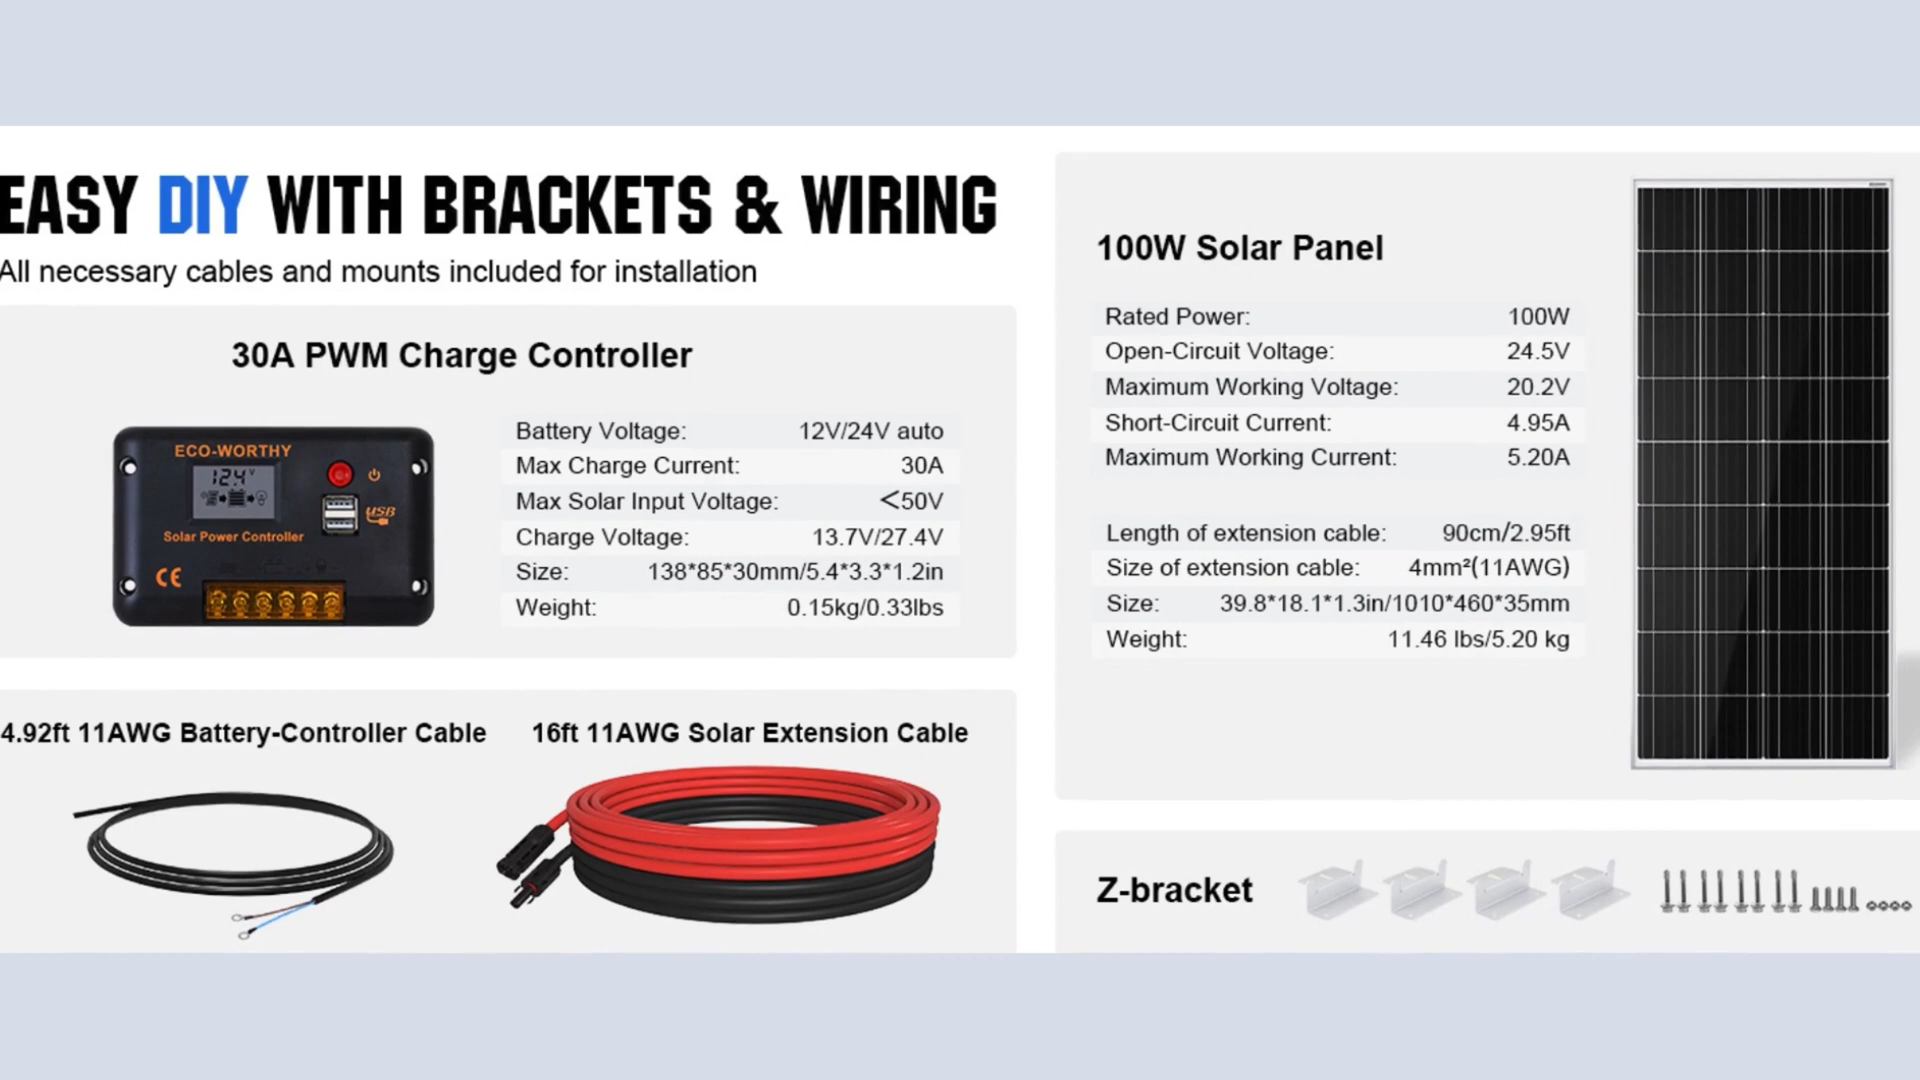 EASY DIY WITH BRACKETS & WIRING
All necessary cables and mounts included for installation
30A PWM Charge Controller
ECO-WORTHY
12.4V
USB
Solar Power Controller
CE
Battery Voltage: 12V/24V auto
Max Charge Current: 30A
Max Solar Input Voltage: <50V
Charge Voltage: 13.7V/27.4V
Size: 138*85*30mm/5.4*3.3*1.2in
Weight: 0.15kg/0.33lbs
4.92ft 11AWG Battery-Controller Cable
16ft 11AWG Solar Extension Cable
100W Solar Panel
Rated Power: 100W
Open-Circuit Voltage: 24.5V
Maximum Working Voltage: 20.2V
Short-Circuit Current: 4.95A
Maximum Working Current: 5.20A
Length of extension cable: 90cm/2.95ft
Size of extension cable: 4mm²(11AWG)
Size: 39.8*18.1*1.3in/1010*460*35mm
Weight: 11.46 lbs/5.20 kg
Z-bracket